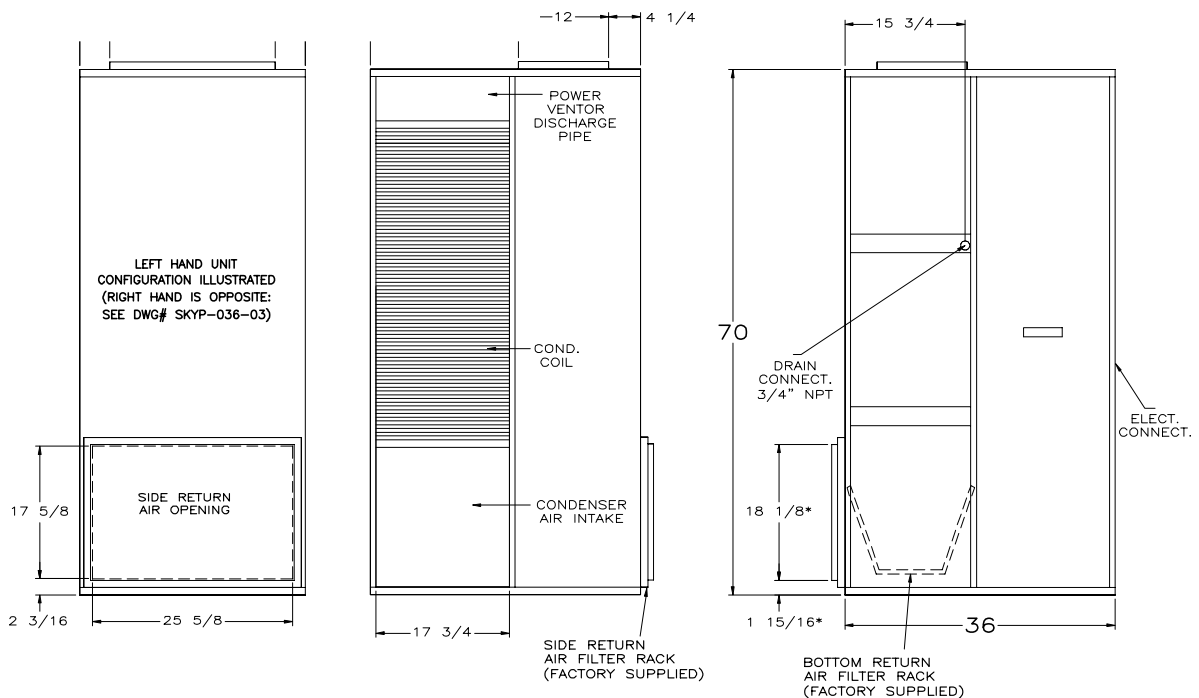 12
4 1/4
15 3/4
POWER
VENTOR
DISCHARGE
PIPE
LEFT HAND UNIT
CONFIGURATION ILLUSTRATED
(RIGHT HAND IS OPPOSITE:
SEE DWG# SKYP-036-03)
70
COND.
COIL
DRAIN
CONNECT.
3/4" NPT
ELECT.
CONNECT.
17 5/8
SIDE RETURN
AIR OPENING
CONDENSER
AIR INTAKE
18 1/8*
2 3/16
25 5/8
17 3/4
1 15/16*
36
SIDE RETURN
AIR FILTER RACK
(FACTORY SUPPLIED)
BOTTOM RETURN
AIR FILTER RACK
(FACTORY SUPPLIED)